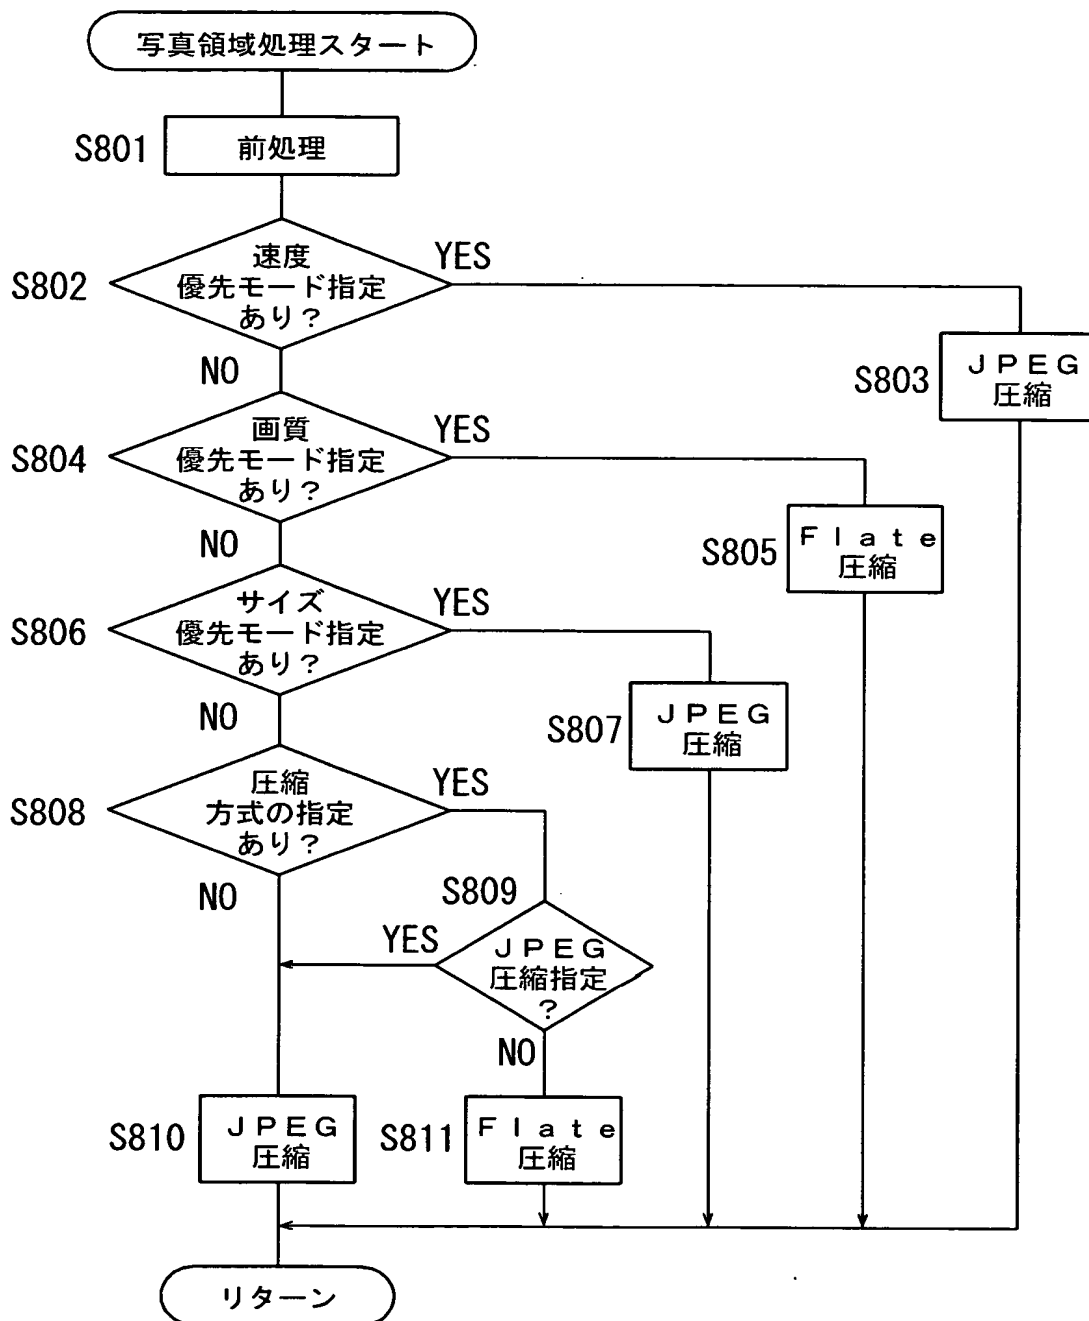 写真領域処理スタート
S801
前処理
S802
速度
優先モード指定
あり?
YES
NO
S803
JPEG
圧縮
S804
画質
優先モード指定
あり?
YES
NO
S805
Flate
圧縮
S806
サイズ
優先モード指定
あり?
YES
NO
S807
JPEG
圧縮
S808
圧縮
方式の指定
あり?
YES
NO
S809
JPEG
圧縮指定
?
YES
NO
S810
JPEG
圧縮
S811
Flate
圧縮
リターン